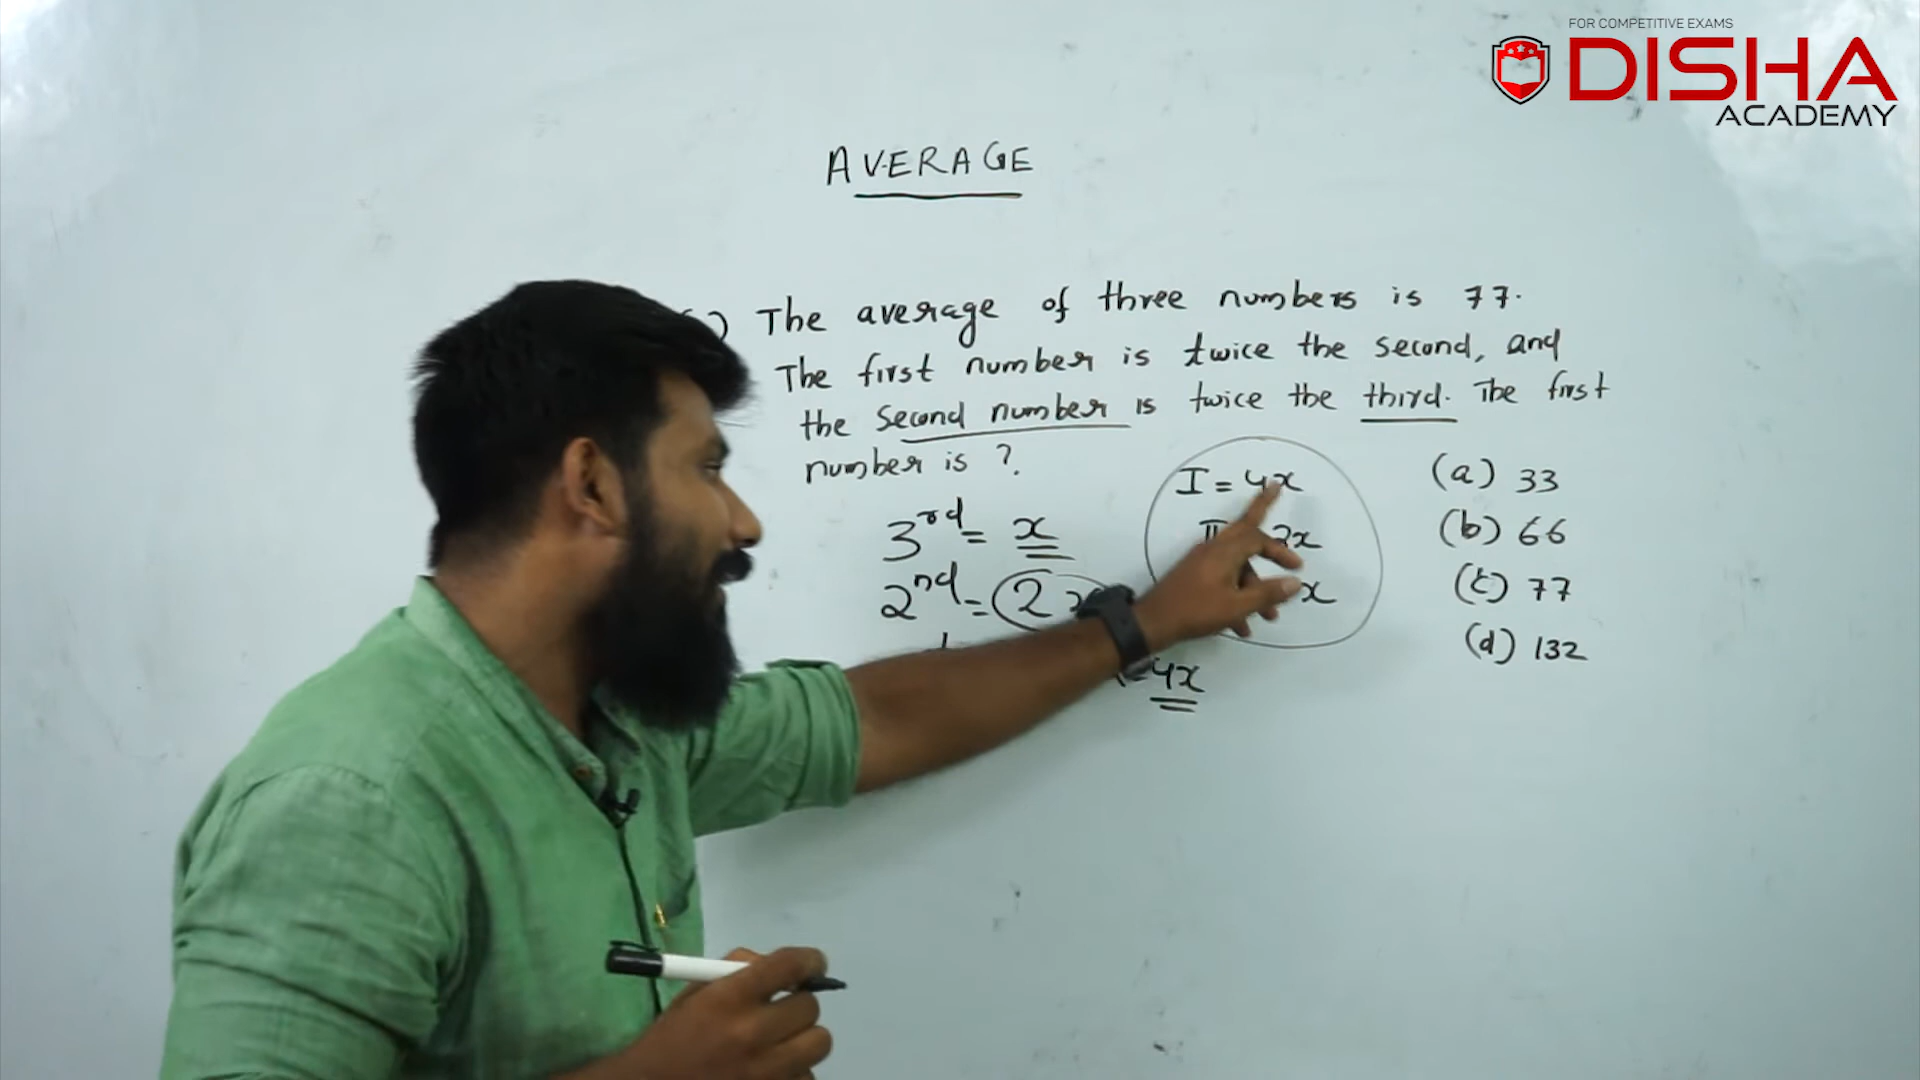 FOR COMPETITIVE EXAMS
DISHA
ACADEMY
AVERAGE
) The average of three numbers is 77.
The first number is twice the second, and
the second number is twice the third. The first
number is ?.
I = 4x
II 2x
x
3rd = x
2nd = 2x
4x
(a) 33
(b) 66
(c) 77
(d) 132